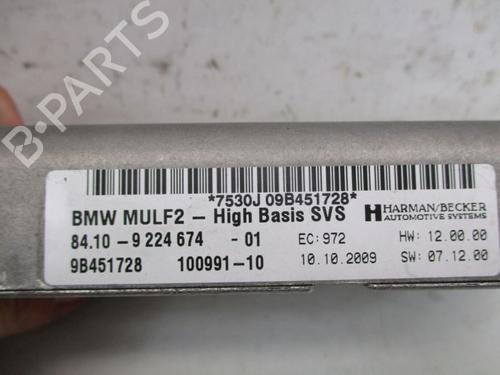 B-PARTS
*7530J 09B451728*
BMW MULF2 – High Basis SVS
HARMAN/BECKER
AUTOMOTIVE SYSTEMS
84.10 - 9 224 674 - 01 EC: 972 HW: 12.00.00
9B451728 100991-10 10.10.2009 SW: 07.12.00